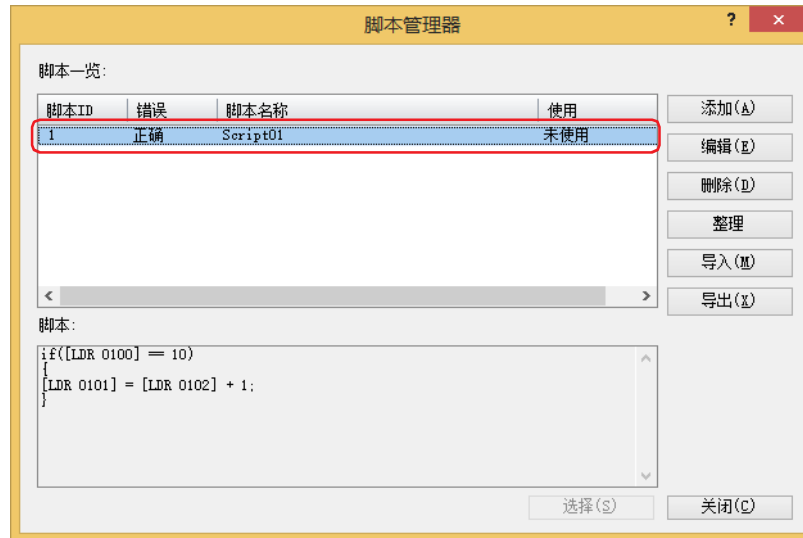 脚本管理器
?
×
脚本一览:
脚本ID 错误 脚本名称 使用
1 正确 Script01 未使用
添加(A)
编辑(E)
删除(D)
整理
导入(M)
导出(X)
脚本:
if([LDR 0100] == 10)
{
[LDR 0101] = [LDR 0102] + 1;
}
选择(S) 关闭(C)